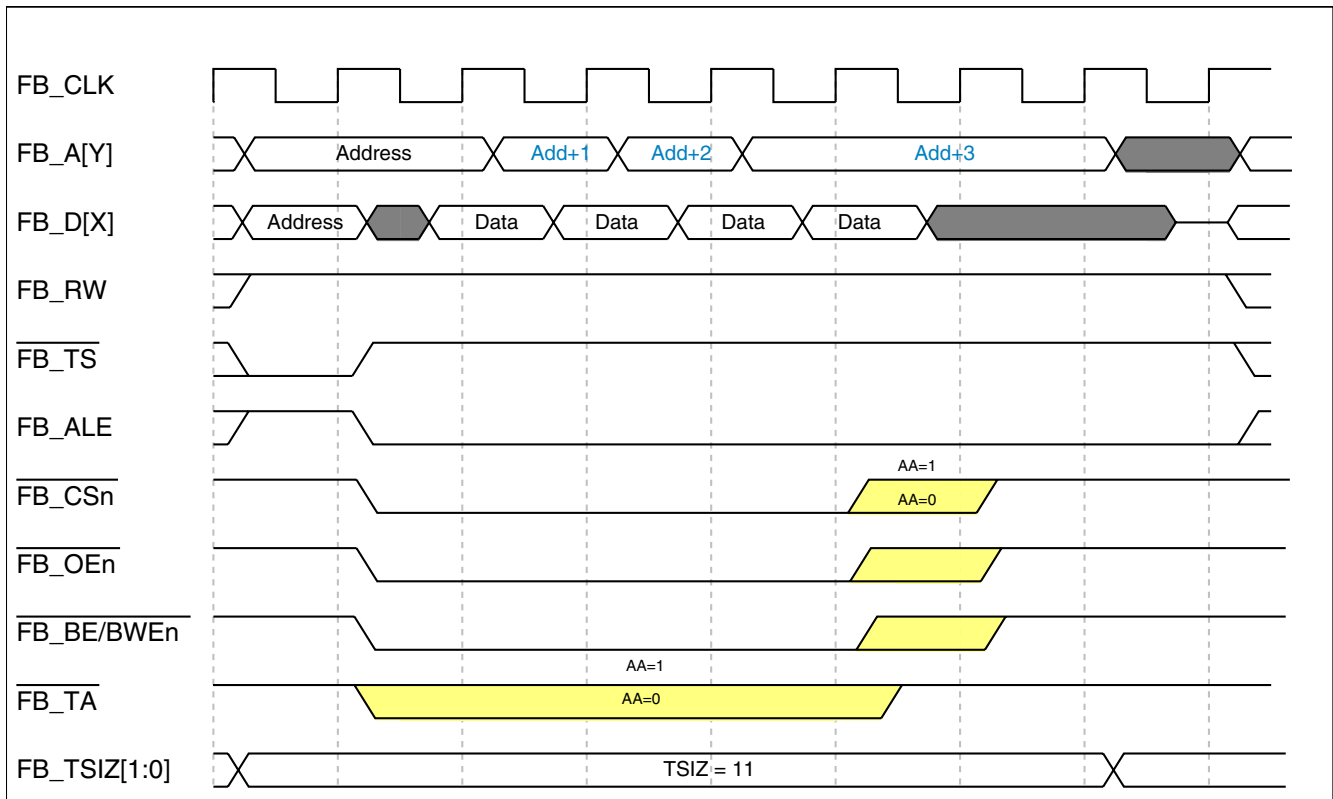 FB_CLK
FB_A[Y] Address Add+1 Add+2 Add+3
FB_D[X] Address Data Data Data Data
FB_RW
FB_TS
FB_ALE
AA=1
FB_CSn AA=0
FB_OEn
FB_BE/BWEn
AA=1
FB_TA AA=0
FB_TSIZ[1:0] TSIZ = 11